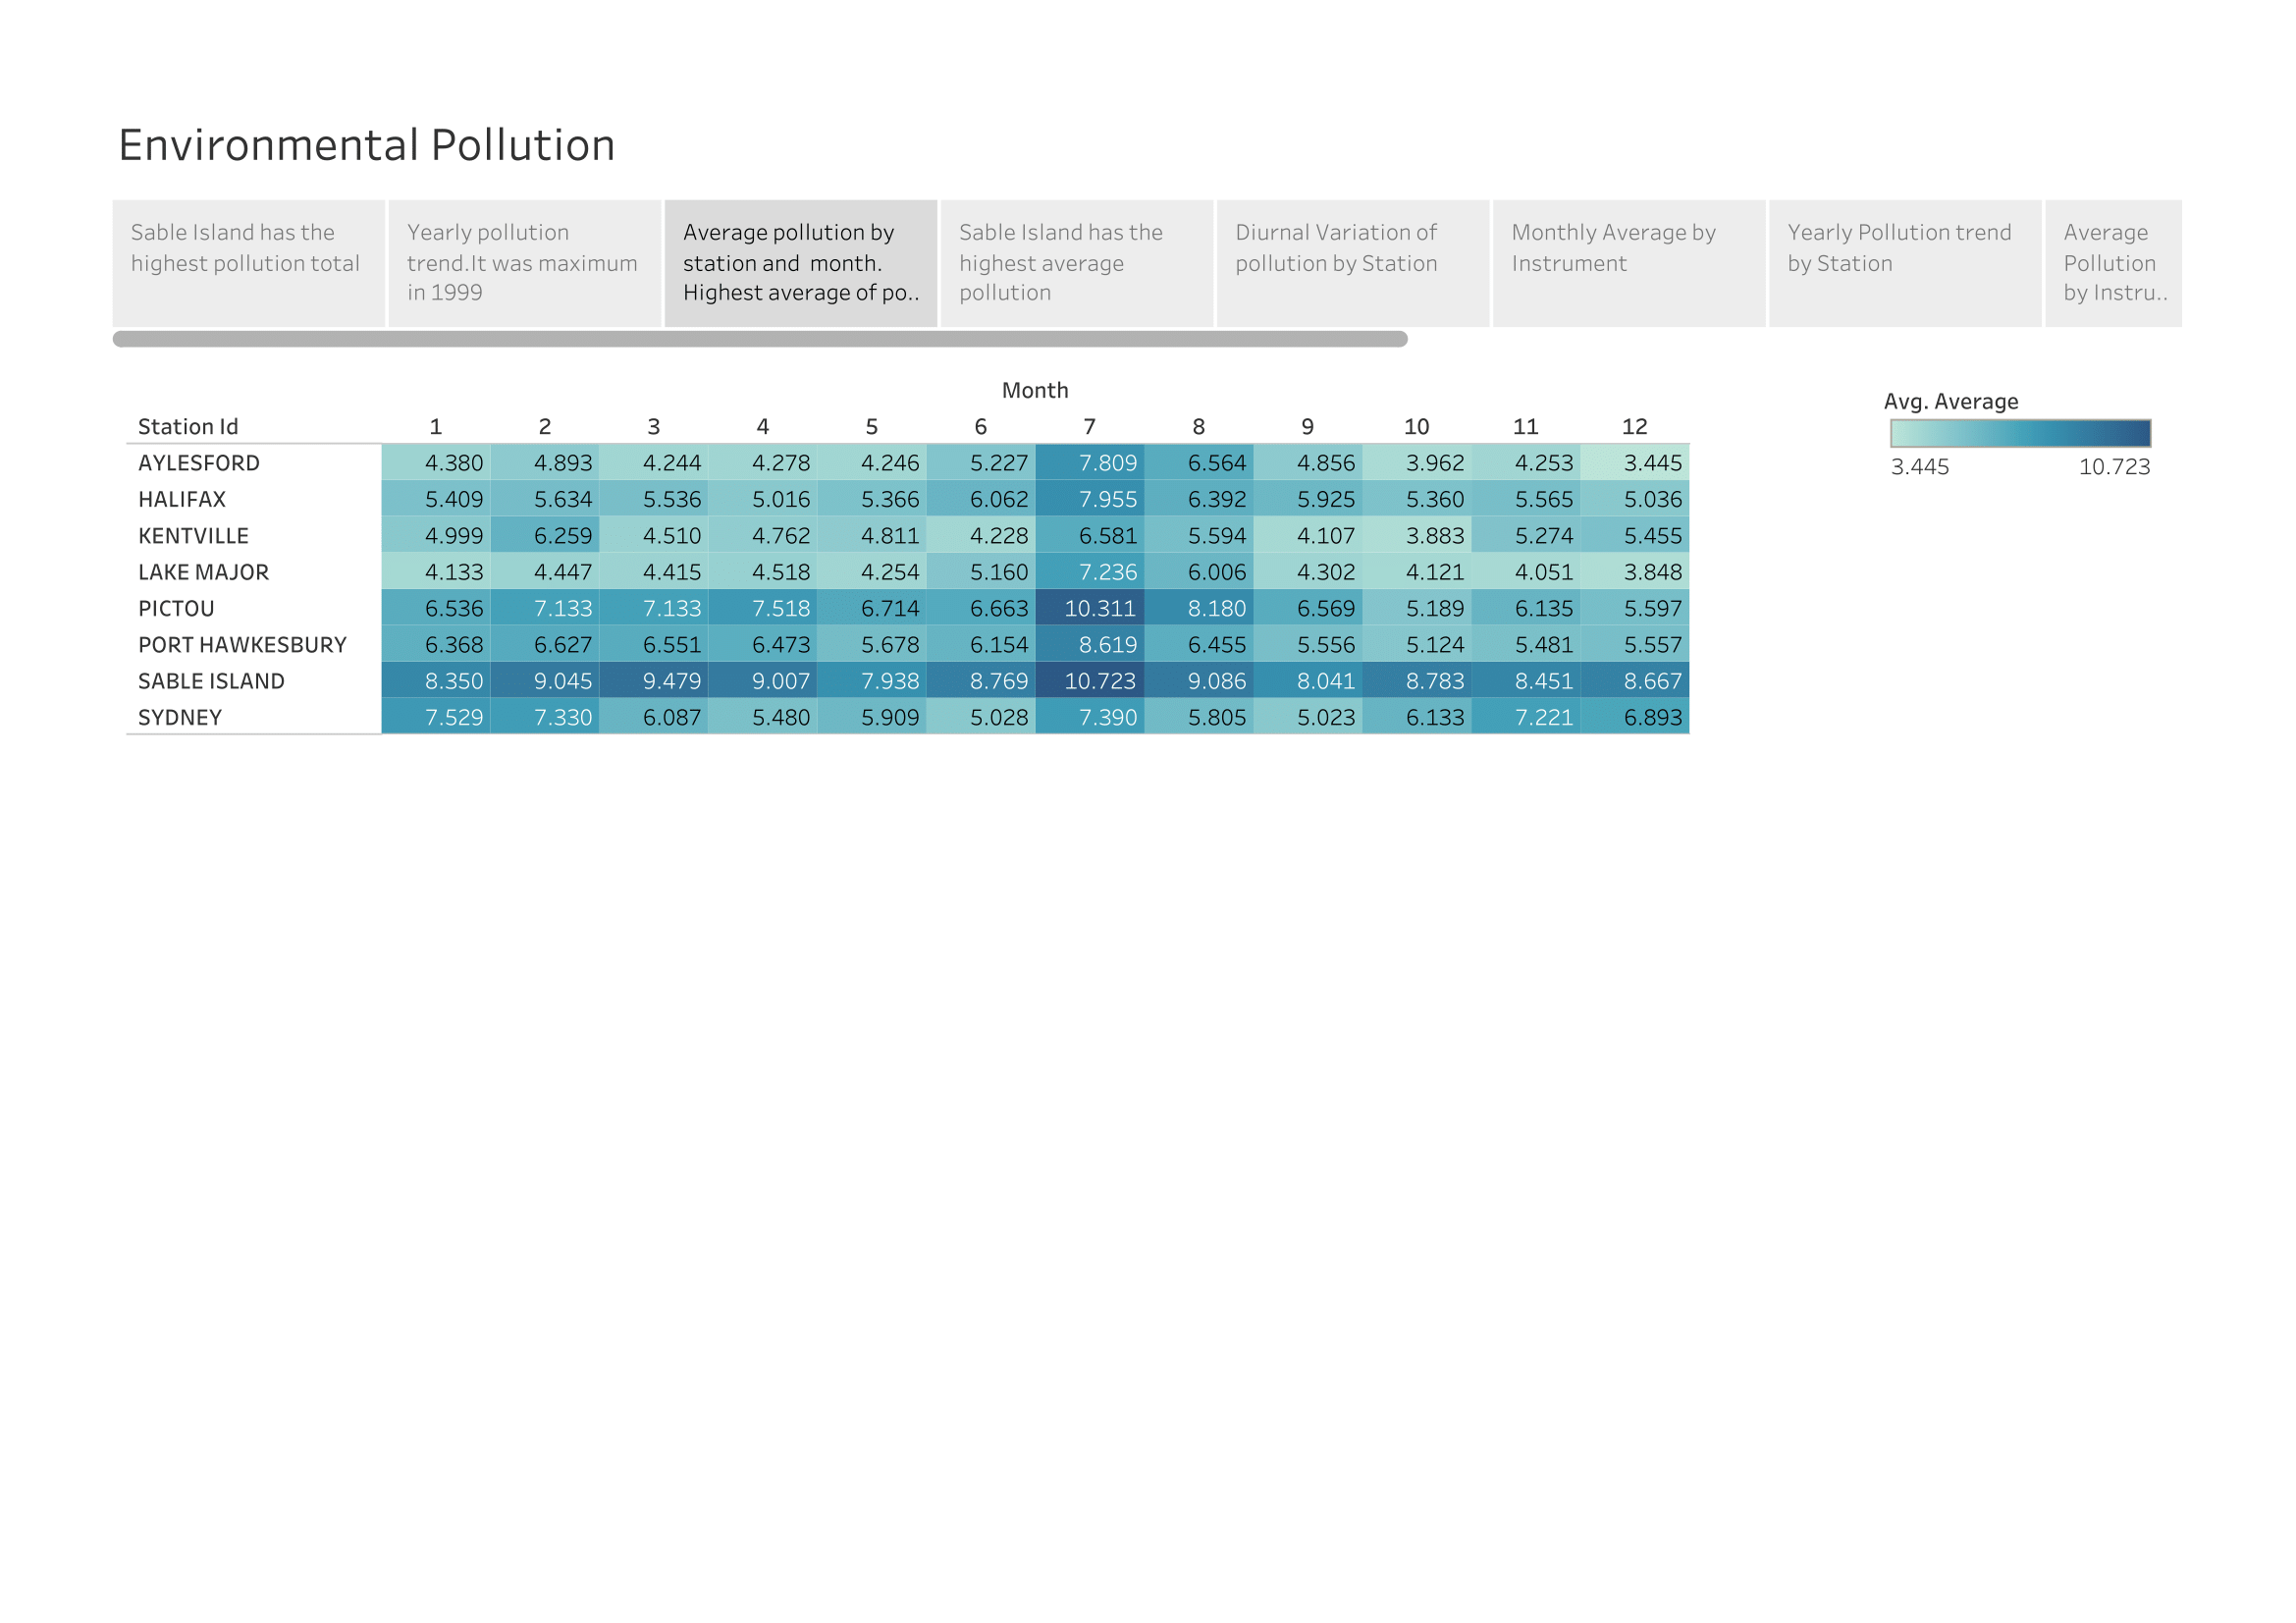 Environmental Pollution
Sable Island has the
highest pollution total
Yearly pollution
trend.It was maximum
in 1999
Average pollution by
station and  month.
Highest average of po..
Sable Island has the
highest average
pollution
Diurnal Variation of
pollution by Station
Monthly Average by
Instrument
Yearly Pollution trend
by Station
Average
Pollution
by Instru..
Month
Station Id 1 2 3 4 5 6 7 8 9 10 11 12
AYLESFORD 4.380 4.893 4.244 4.278 4.246 5.227 7.809 6.564 4.856 3.962 4.253 3.445
HALIFAX 5.409 5.634 5.536 5.016 5.366 6.062 7.955 6.392 5.925 5.360 5.565 5.036
KENTVILLE 4.999 6.259 4.510 4.762 4.811 4.228 6.581 5.594 4.107 3.883 5.274 5.455
LAKE MAJOR 4.133 4.447 4.415 4.518 4.254 5.160 7.236 6.006 4.302 4.121 4.051 3.848
PICTOU 6.536 7.133 7.133 7.518 6.714 6.663 10.311 8.180 6.569 5.189 6.135 5.597
PORT HAWKESBURY 6.368 6.627 6.551 6.473 5.678 6.154 8.619 6.455 5.556 5.124 5.481 5.557
SABLE ISLAND 8.350 9.045 9.479 9.007 7.938 8.769 10.723 9.086 8.041 8.783 8.451 8.667
SYDNEY 7.529 7.330 6.087 5.480 5.909 5.028 7.390 5.805 5.023 6.133 7.221 6.893
Avg. Average
3.445 10.723